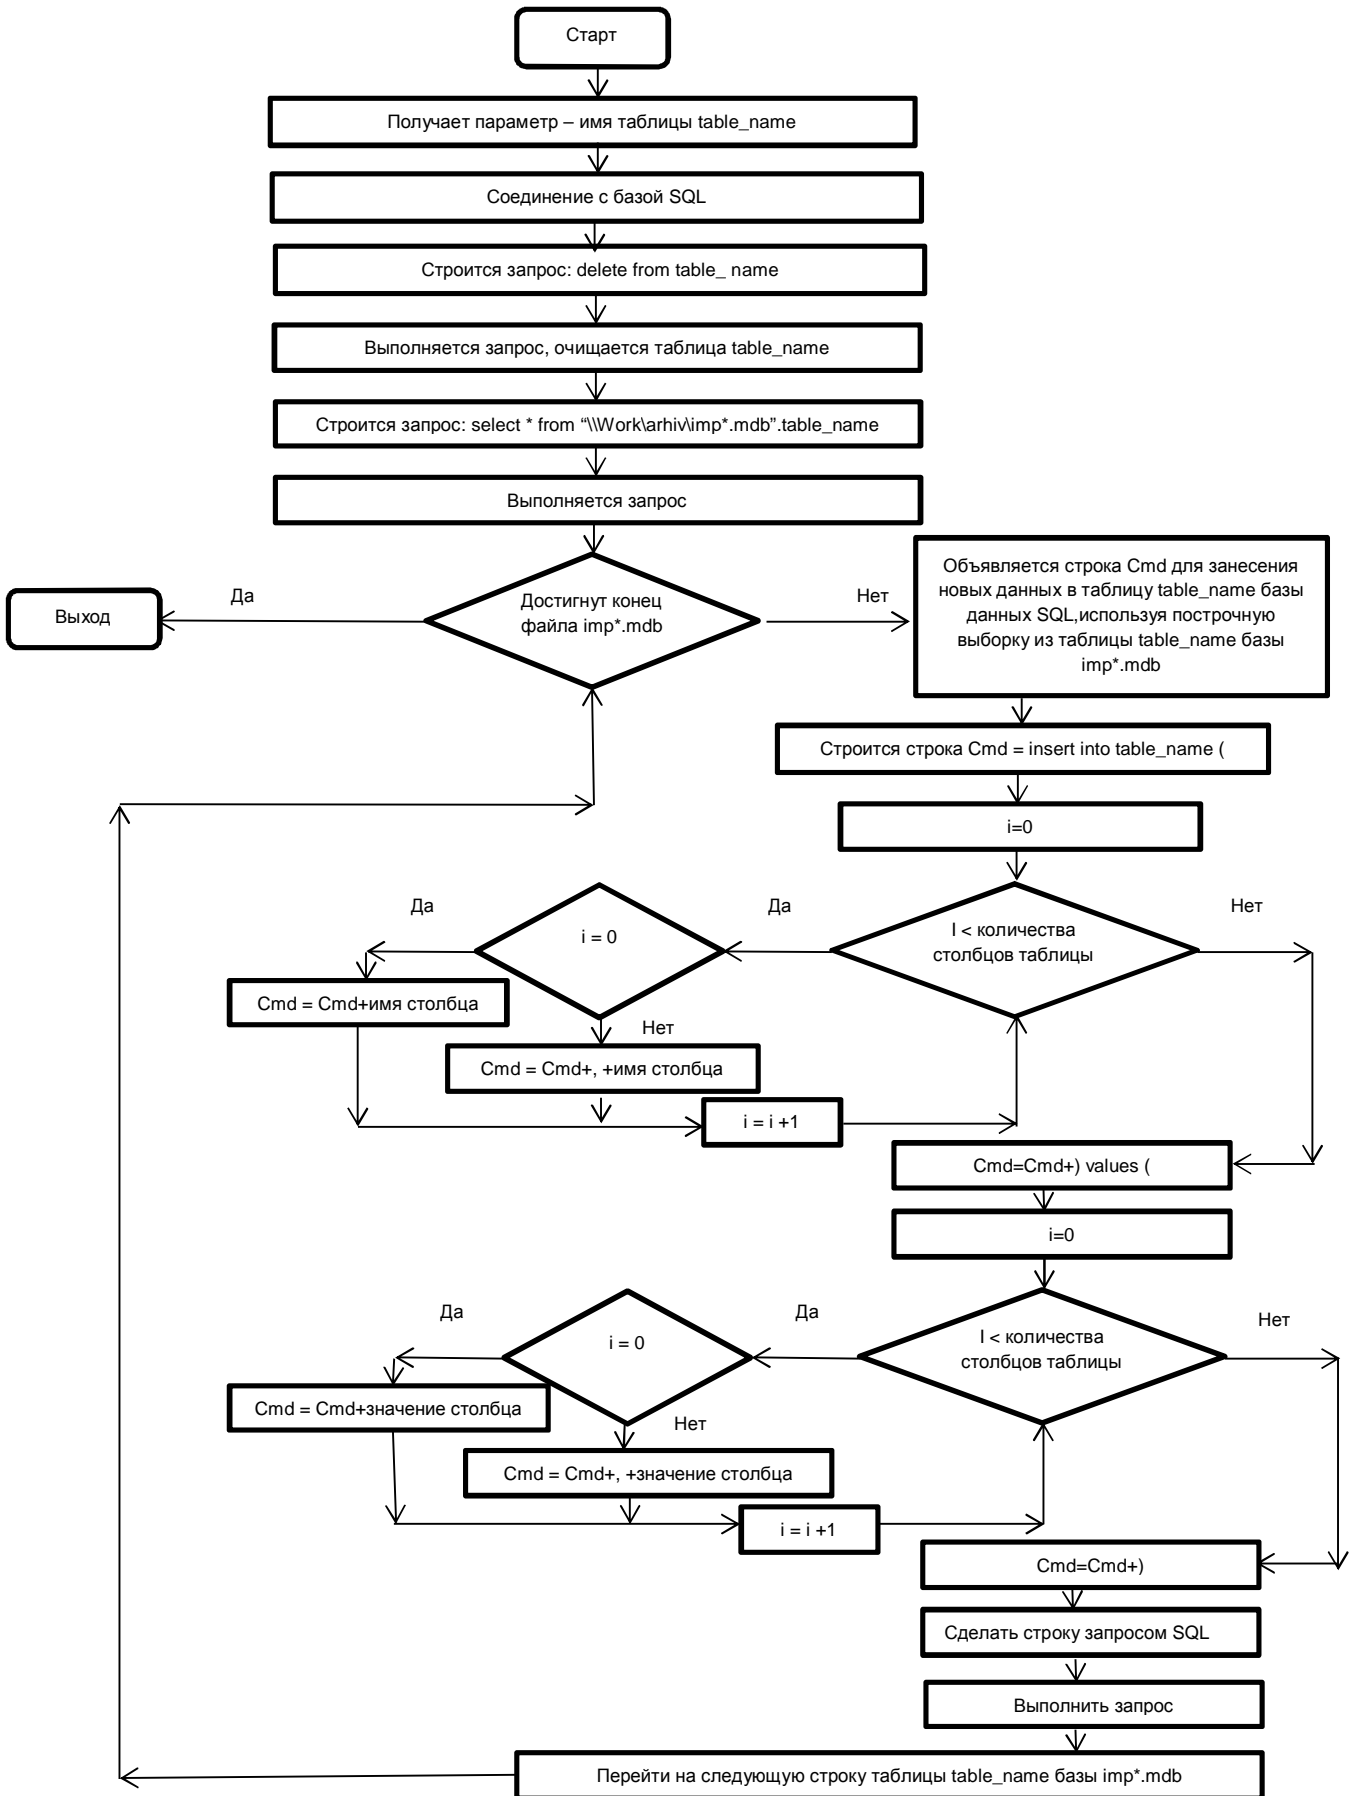 Старт
Получает параметр – имя таблицы table_name
Соединение с базой SQL
Строится запрос: delete from table_ name
Выполняется запрос, очищается таблица table_name
Строится запрос: select * from “\\Work\arhiv\imp*.mdb”.table_name
Выполняется запрос
Достигнут конец
файла imp*.mdb
Да
Выход
Нет
Объявляется строка Cmd для занесения
новых данных в таблицу table_name базы
данных SQL,используя построчную
выборку из таблицы table_name базы
imp*.mdb
Строится строка Cmd = insert into table_name (
i=0
I < количества
столбцов таблицы
Да
Нет
i = 0
Да
Cmd = Cmd+имя столбца
Нет
Cmd = Cmd+, +имя столбца
i = i +1
Cmd=Cmd+) values (
i=0
I < количества
столбцов таблицы
Да
Нет
i = 0
Да
Cmd = Cmd+значение столбца
Нет
Cmd = Cmd+, +значение столбца
i = i +1
Cmd=Cmd+)
Сделать строку запросом SQL
Выполнить запрос
Перейти на следующую строку таблицы table_name базы imp*.mdb